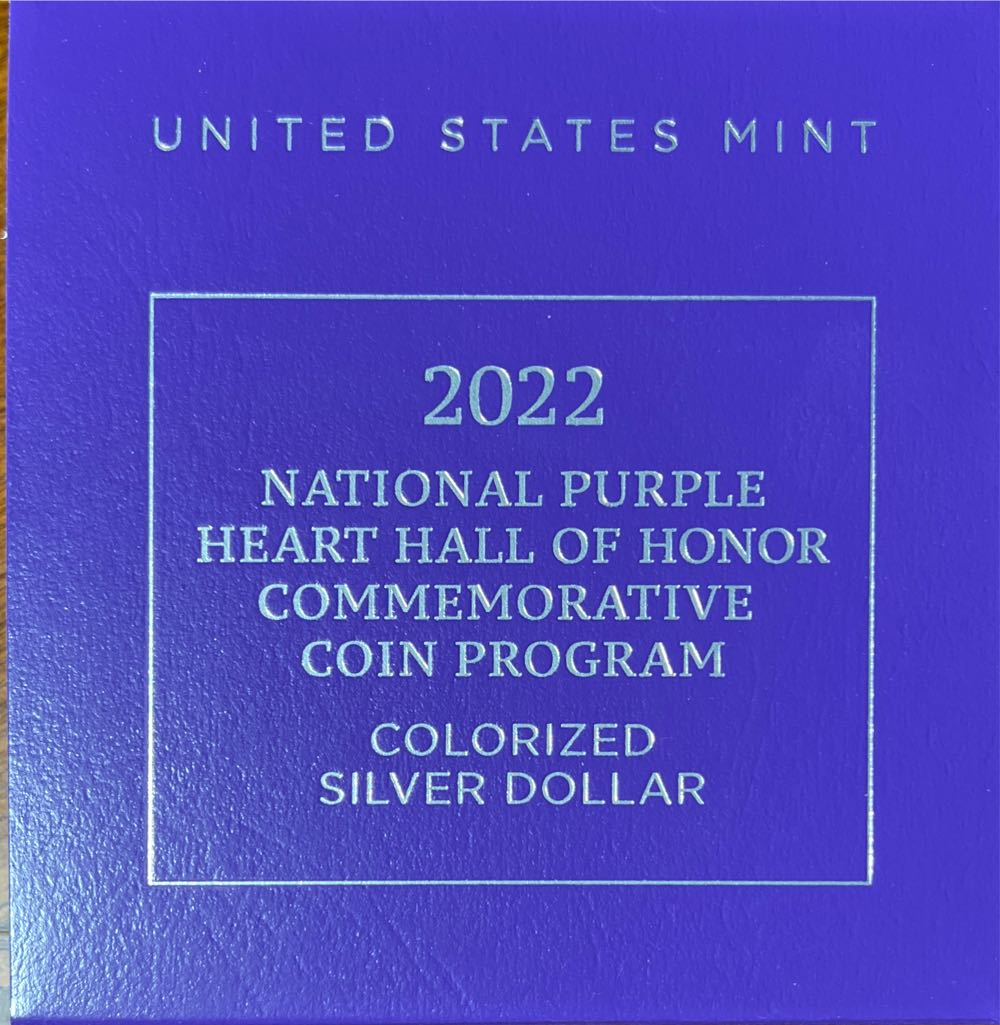 UNITED STATES MINT
2022
NATIONAL PURPLE
HEART HALL OF HONOR
COMMEMORATIVE
COIN PROGRAM
COLORIZED
SILVER DOLLAR